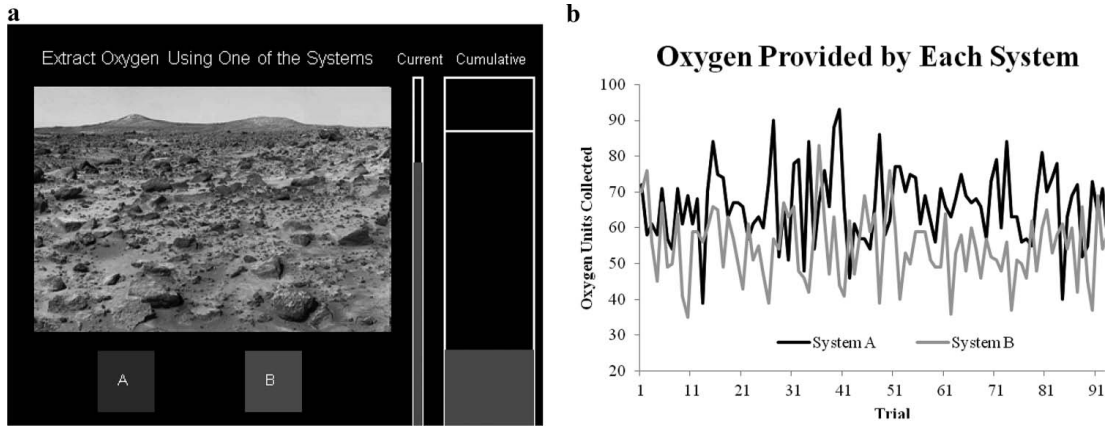 a
Extract Oxygen Using One of the Systems
Current
Cumulative
A
B
b
Oxygen Provided by Each System
Oxygen Units Collected
100
90
80
70
60
50
40
30
20
System A
System B
1 11 21 31 41 51 61 71 81 91
Trial